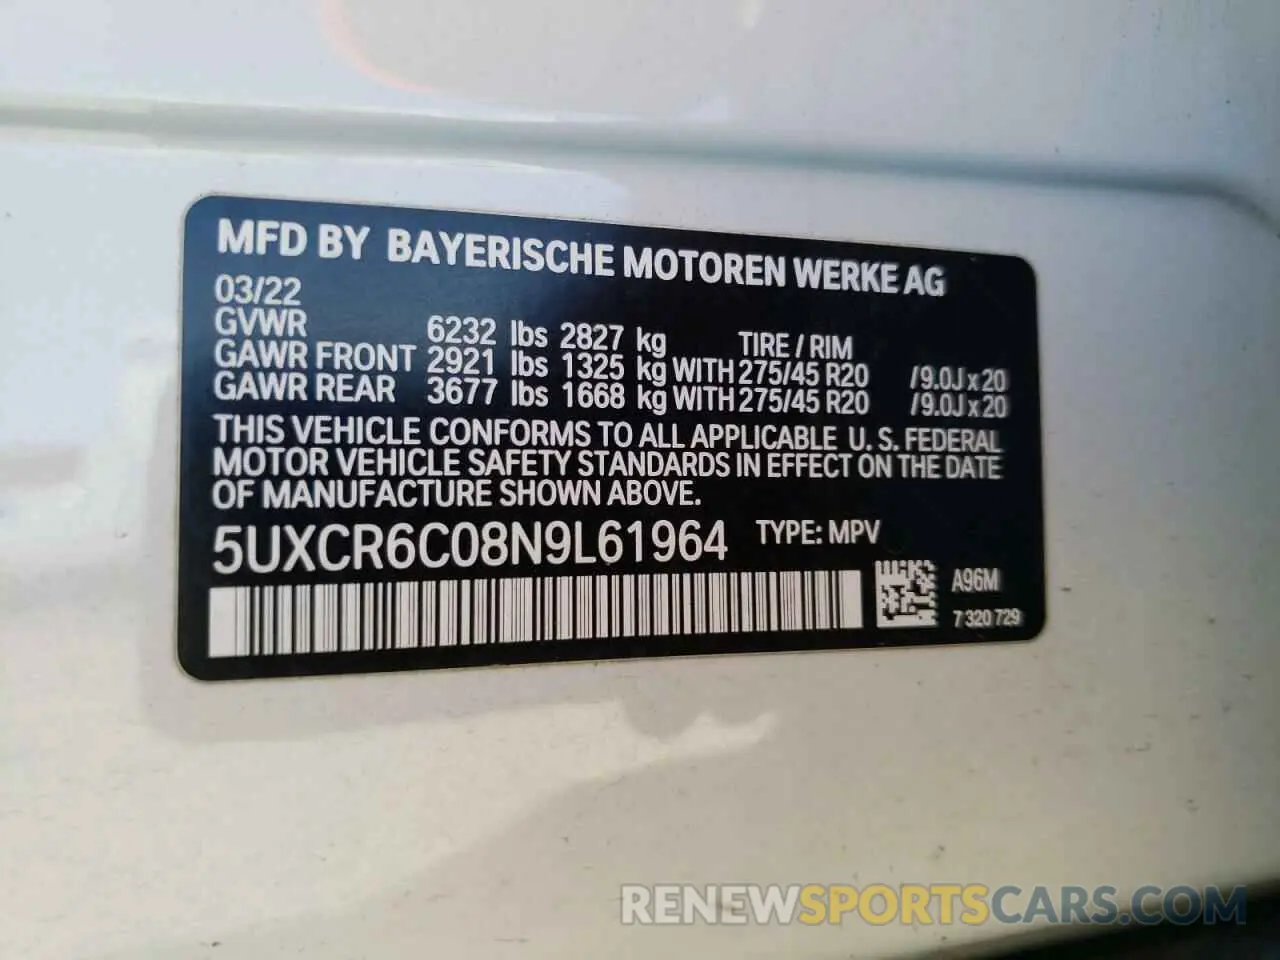 MFD BY BAYERISCHE MOTOREN WERKE AG
03/22
GVWR 6232 lbs 2827 kg TIRE / RIM
GAWR FRONT 2921 lbs 1325 kg WITH 275/45 R20 /9.0J x 20
GAWR REAR 3677 lbs 1668 kg WITH 275/45 R20 /9.0J x 20
THIS VEHICLE CONFORMS TO ALL APPLICABLE U. S. FEDERAL
MOTOR VEHICLE SAFETY STANDARDS IN EFFECT ON THE DATE
OF MANUFACTURE SHOWN ABOVE.
5UXCR6C08N9L61964 TYPE: MPV
A96M
7 320 729
RENEWSPORTSCARS.COM